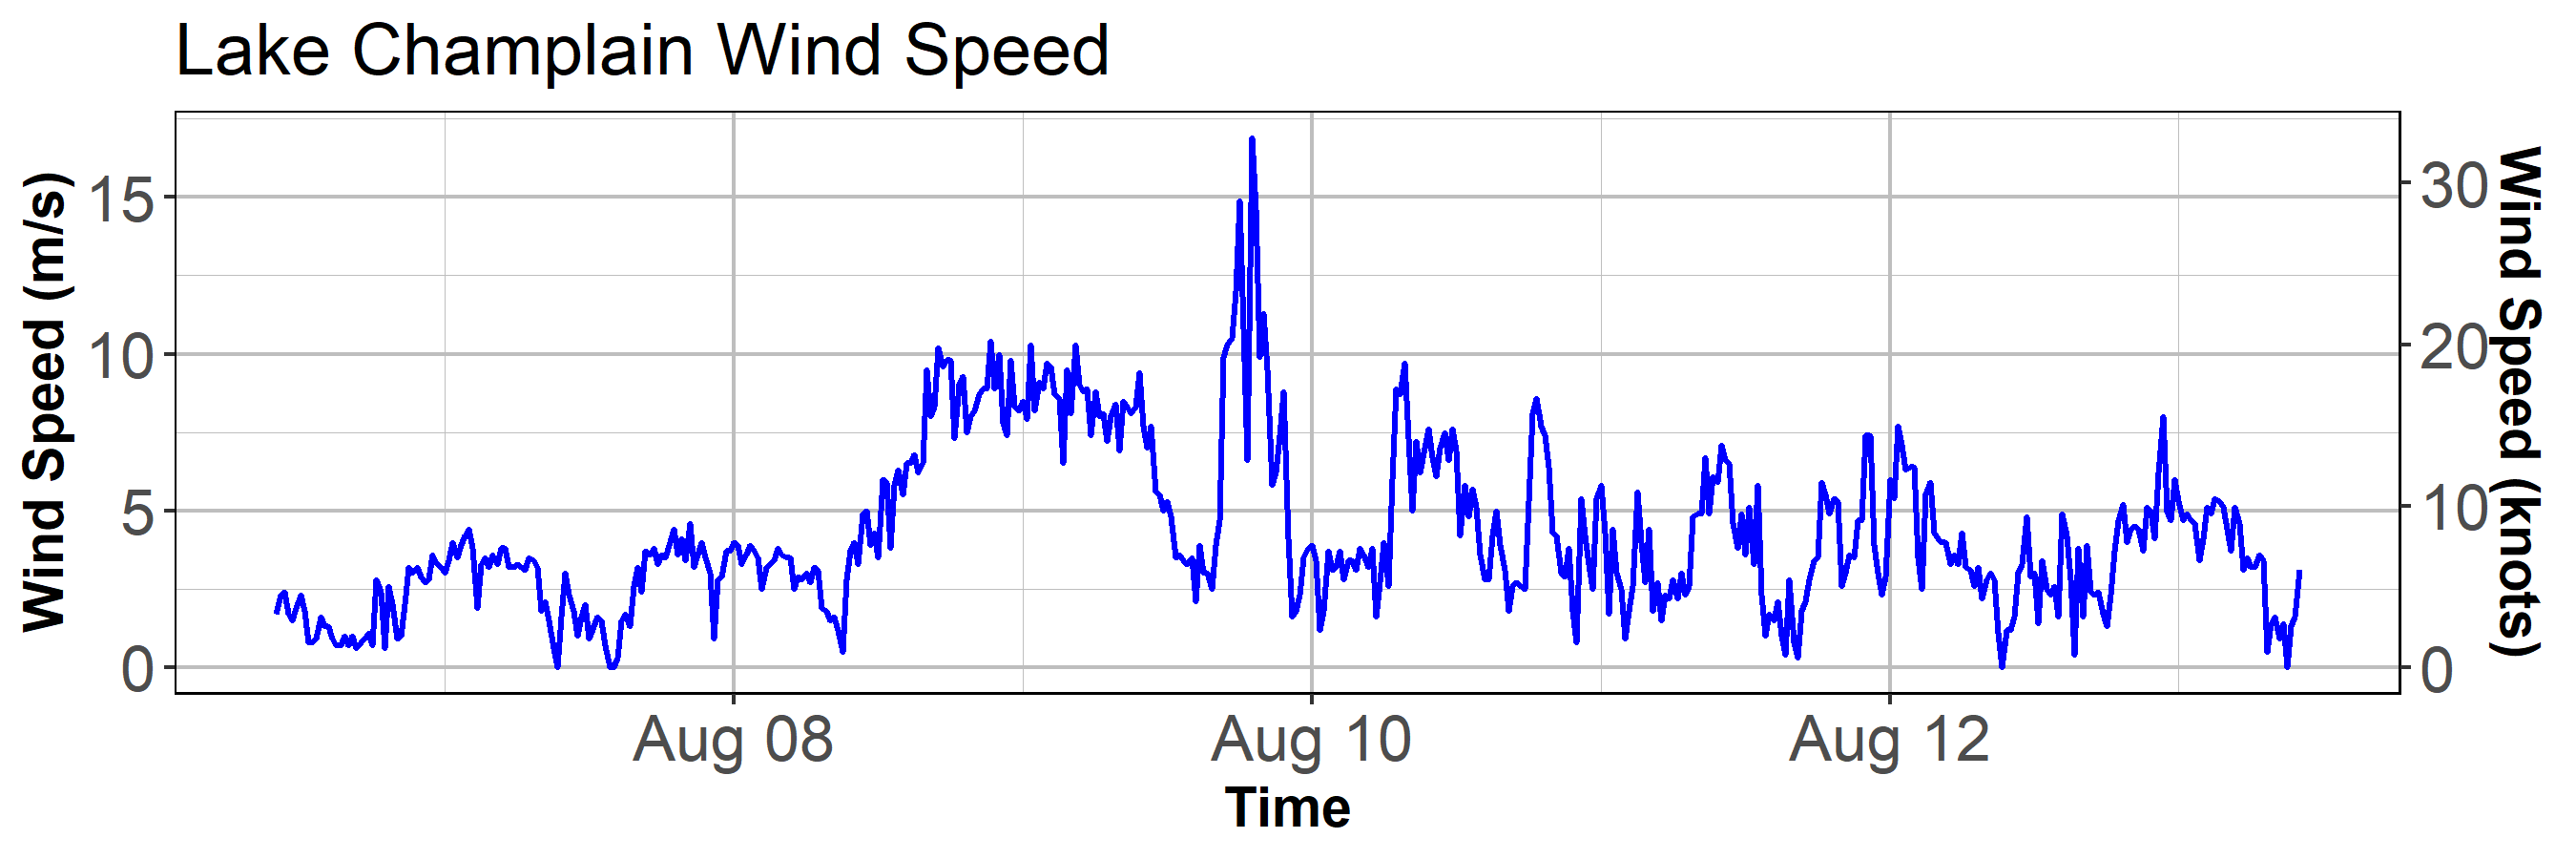 Lake Champlain Wind Speed
Wind Speed (m/s)
15
10
5
0
30
20
10
0
Wind Speed (knots)
Aug 08
Aug 10
Aug 12
Time